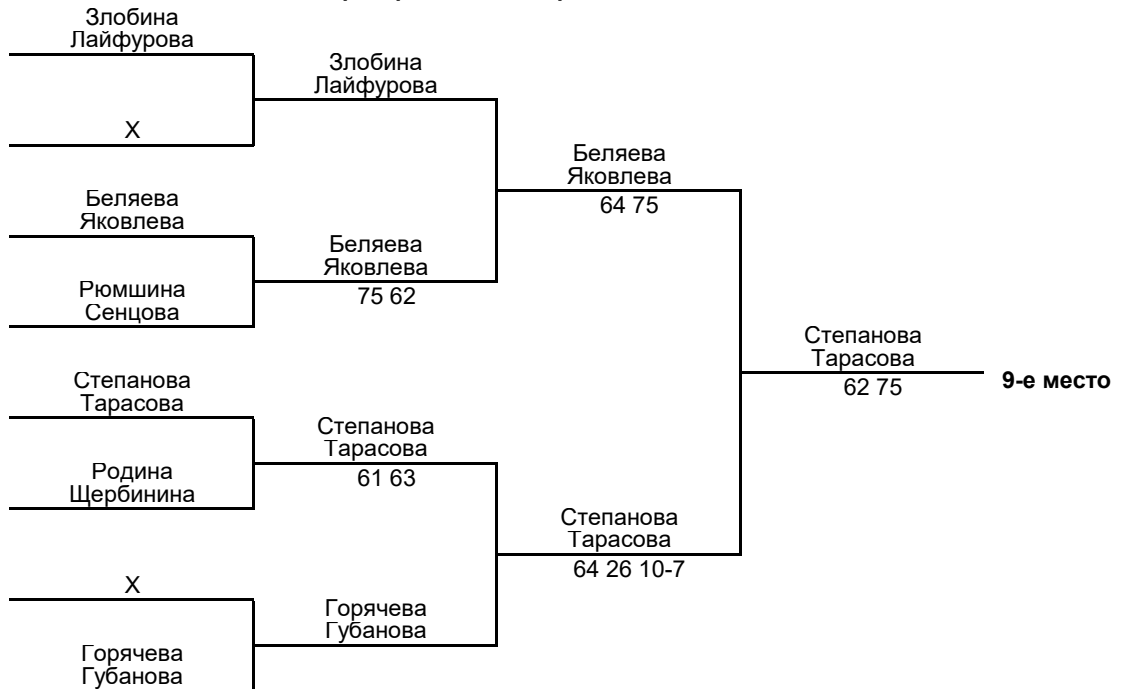 Злобина
Лайфурова
Х
Беляева
Яковлева
Рюмшина
Сенцова
Степанова
Тарасова
Родина
Щербинина
Х
Горячева
Губанова
Злобина
Лайфурова
Беляева
Яковлева
75 62
Степанова
Тарасова
61 63
Горячева
Губанова
Беляева
Яковлева
64 75
Степанова
Тарасова
64 26 10-7
Степанова
Тарасова
62 75
9-е место